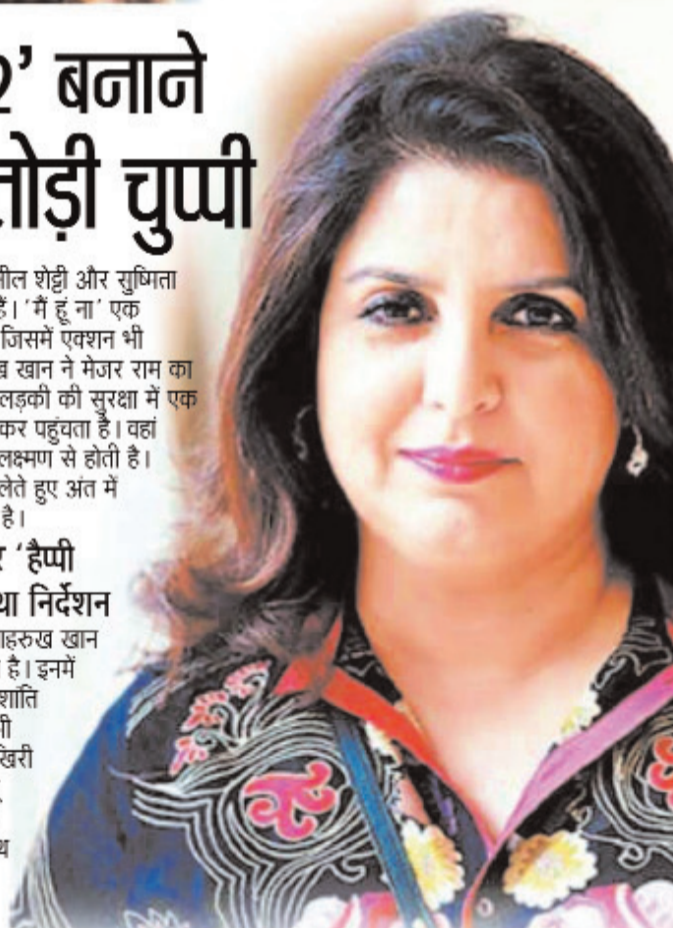 2’ बनाने
तोड़ी चुप्पी
शेट्टी और सुष्मिता
हैं। ‘मैं हूं ना’ एक
जिसमें एक्शन भी
खान ने मेजर राम का
लड़की की सुरक्षा में एक
कर पहुंचता है। वहां
लक्ष्मण से होती है।
लेते हुए अंत में
है।
‘हैप्पी
निर्देशन
खान
है। इनमें
शांति